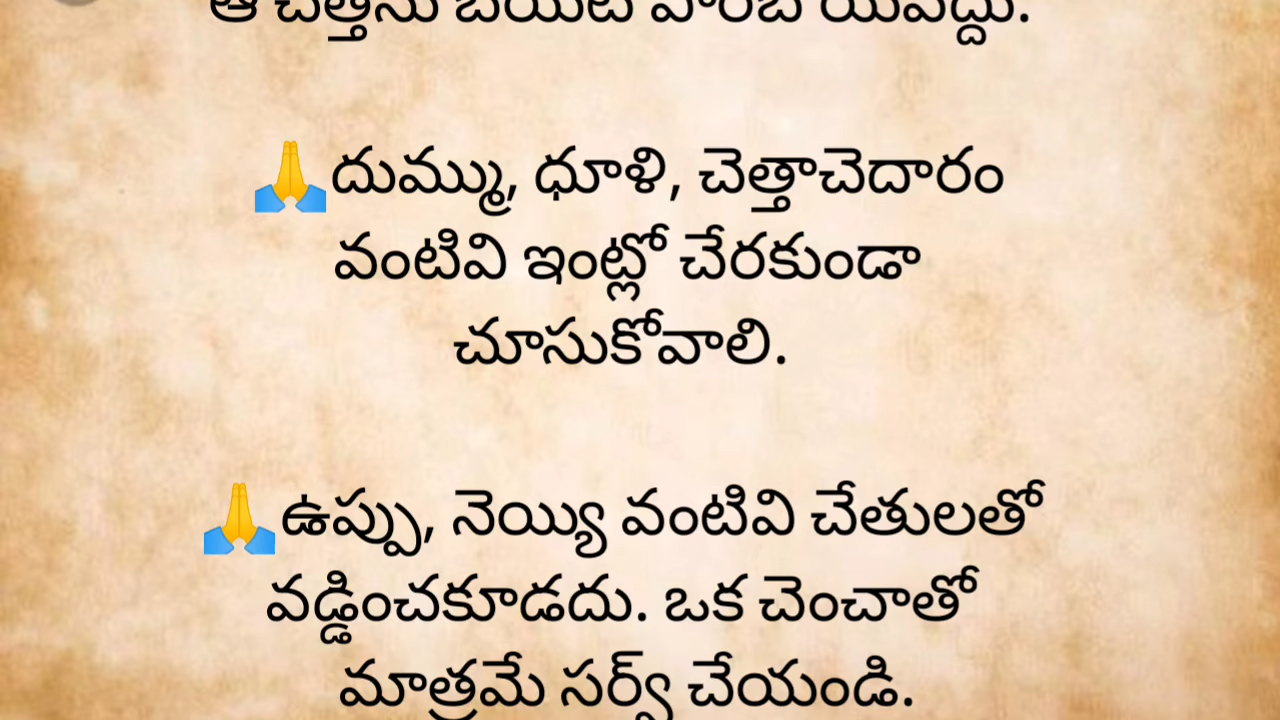 ఆ చెత్తను బయట పారబోయవద్దు.
🙏దుమ్ము, ధూళి, చెత్తాచెదారం
వంటివి ఇంట్లో చేరకుండా
చూసుకోవాలి.
🙏ఉప్పు, నెయ్యి వంటివి చేతులతో
వడ్డించకూడదు. ఒక చెంచాతో
మాత్రమే సర్వ్ చేయండి.